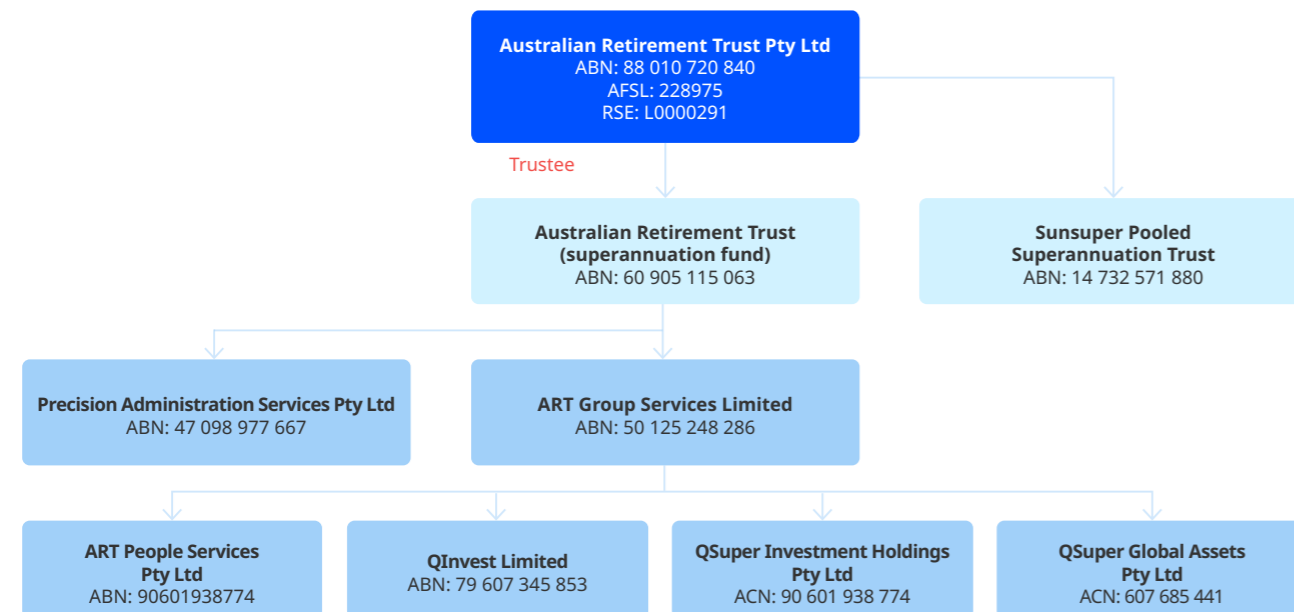 Australian Retirement Trust Pty Ltd
ABN: 88 010 720 840
AFSL: 228975
RSE: L0000291
Trustee
Australian Retirement Trust
(superannuation fund)
ABN: 60 905 115 063
Sunsuper Pooled
Superannuation Trust
ABN: 14 732 571 880
Precision Administration Services Pty Ltd
ABN: 47 098 977 667
ART Group Services Limited
ABN: 50 125 248 286
ART People Services
Pty Ltd
ABN: 90601938774
QInvest Limited
ABN: 79 607 345 853
QSuper Investment Holdings
Pty Ltd
ACN: 90 601 938 774
QSuper Global Assets
Pty Ltd
ACN: 607 685 441